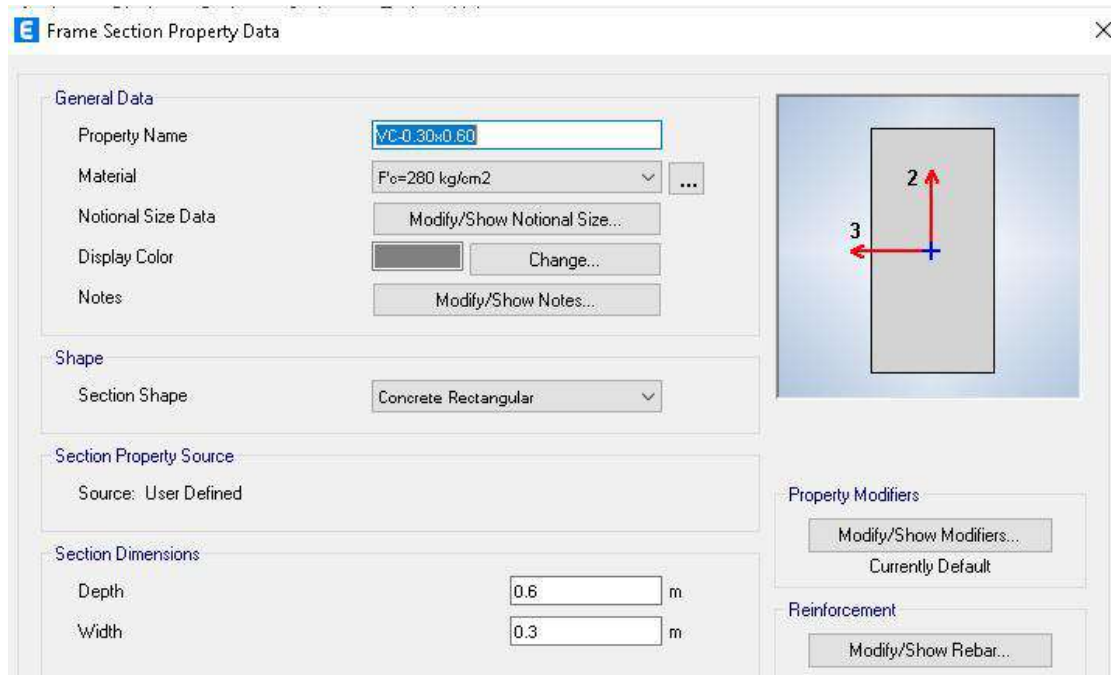 E Frame Section Property Data
General Data
Property Name VC-0.30x0.60
Material F'c=280 kg/cm2 ...
Notional Size Data Modify/Show Notional Size...
Display Color Change...
Notes Modify/Show Notes...
2
3
Shape
Section Shape Concrete Rectangular
Section Property Source
Source: User Defined
Property Modifiers
Modify/Show Modifiers...
Currently Default
Section Dimensions
Depth 0.6 m
Width 0.3 m
Reinforcement
Modify/Show Rebar...